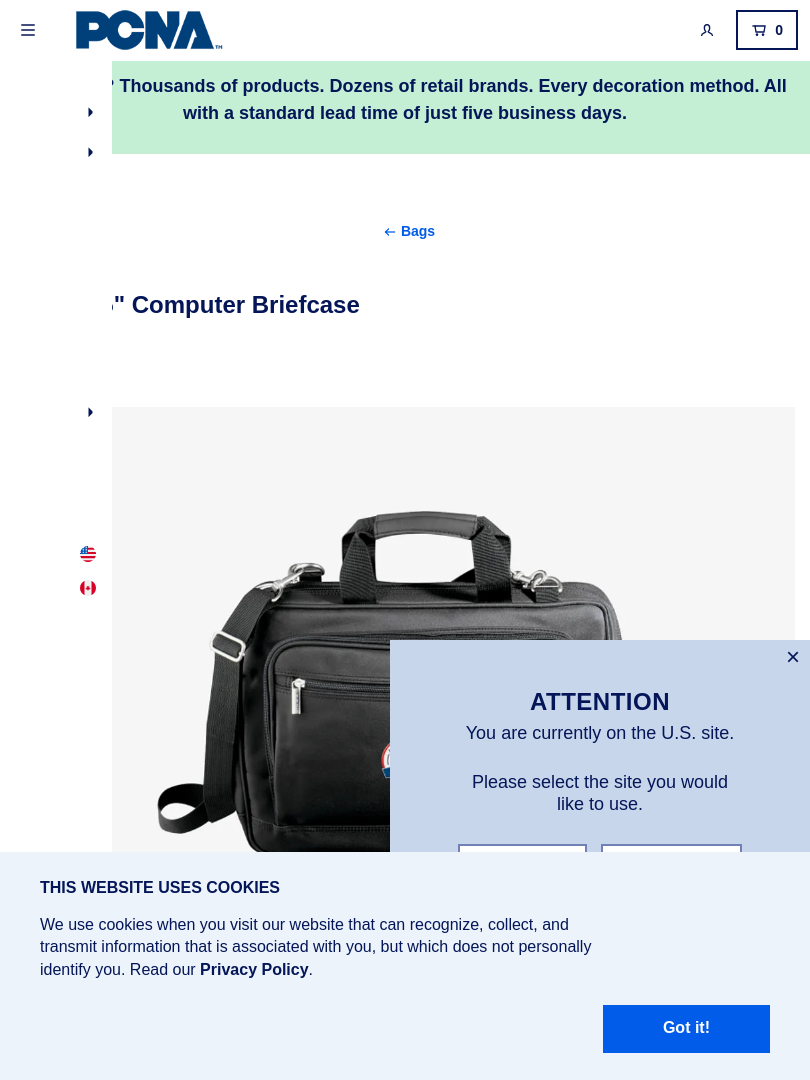 PCNA™
0
Thousands of products. Dozens of retail brands. Every decoration method. All
with a standard lead time of just five business days.
← Bags
" Computer Briefcase
ATTENTION
You are currently on the U.S. site.
Please select the site you would
like to use.
THIS WEBSITE USES COOKIES
We use cookies when you visit our website that can recognize, collect, and
transmit information that is associated with you, but which does not personally
identify you. Read our Privacy Policy.
Got it!